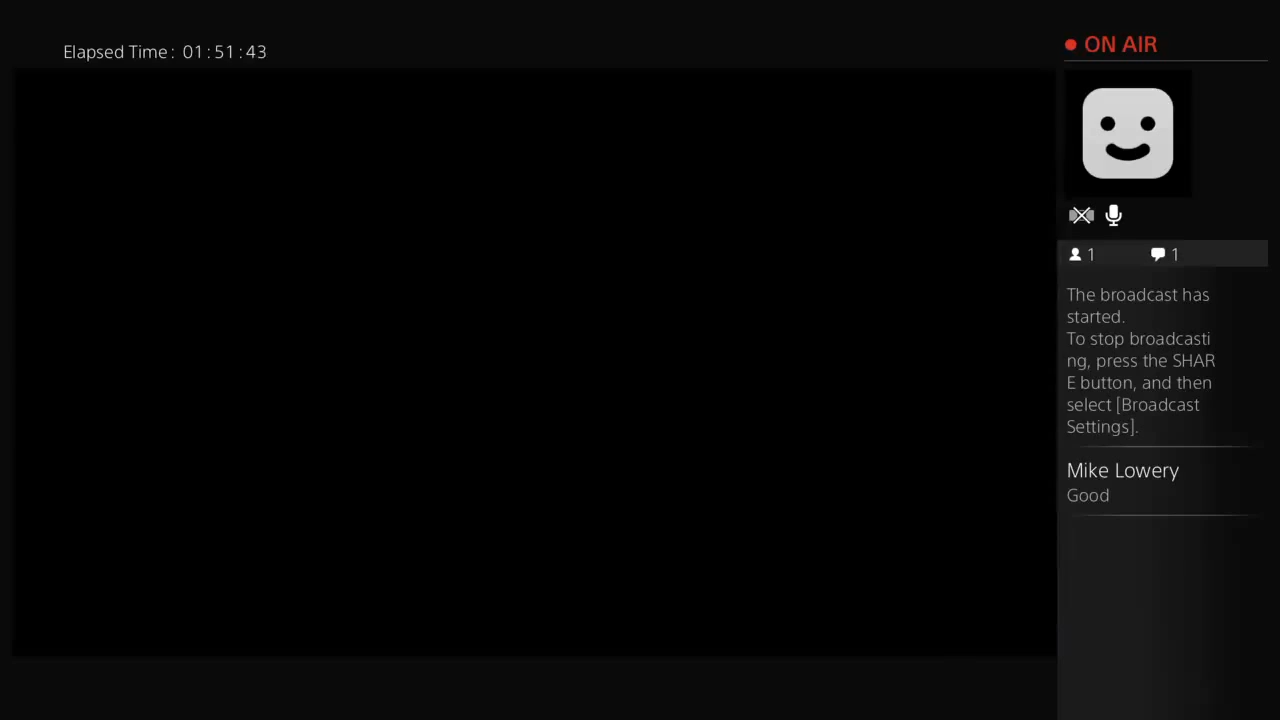 Elapsed Time: 01:51:43
ON AIR
1 1
The broadcast has
started.
To stop broadcasti
ng, press the SHAR
E button, and then
select [Broadcast
Settings].
Mike Lowery
Good